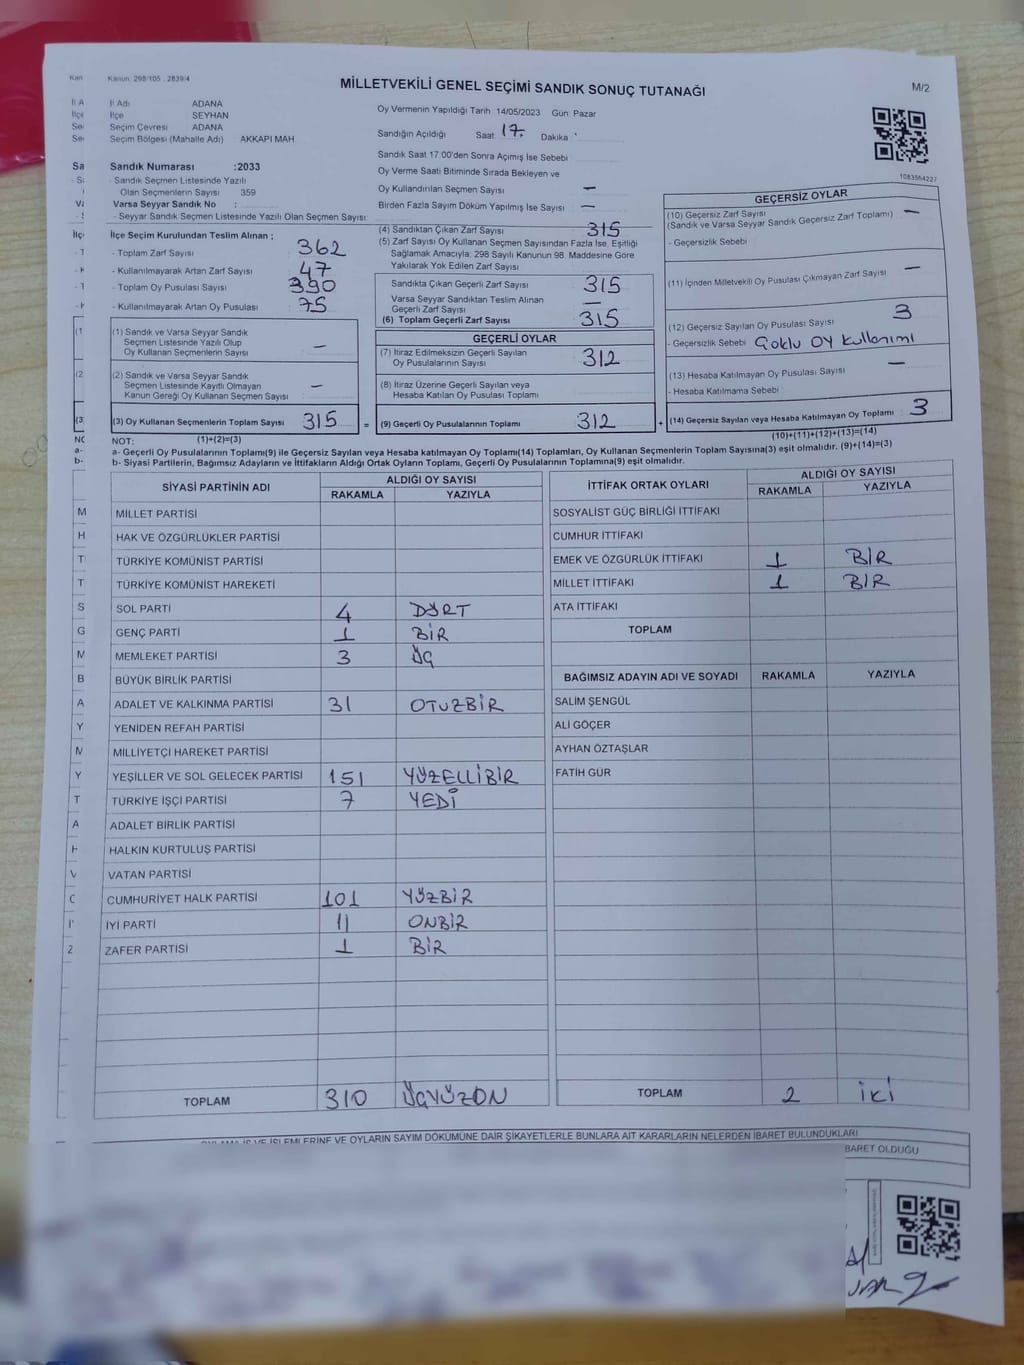 Kanun: 298/105 . 2839/4
MİLLETVEKİLİ GENEL SEÇİMİ SANDIK SONUÇ TUTANAĞI
M/2
İl Adı ADANA
İlçe SEYHAN
Seçim Çevresi ADANA
Seçim Bölgesi (Mahalle Adı) AKKAPI MAH
Oy Vermenin Yapıldığı Tarih 14/05/2023 Gün: Pazar
Sandığın Açıldığı Saat 17. Dakika
Sandık Saat 17.00'den Sonra Açımış İse Sebebi
Oy Verme Saati Bitiminde Sırada Bekleyen ve
Oy Kullandırılan Seçmen Sayısı –
Birden Fazla Sayım Döküm Yapılmış İse Sayısı –
1083564227
Sandık Numarası :2033
- Sandık Seçmen Listesinde Yazılı
Olan Seçmenlerin Sayısı 359
Varsa Seyyar Sandık No :
- Seyyar Sandık Seçmen Listesinde Yazılı Olan Seçmen Sayısı:
İlçe Seçim Kurulundan Teslim Alınan ;
- Toplam Zarf Sayısı 362
- Kullanılmayarak Artan Zarf Sayısı 47
- Toplam Oy Pusulası Sayısı 390
- Kullanılmayarak Artan Oy Pusulası 75
(1) Sandık ve Varsa Seyyar Sandık
Seçmen Listesinde Yazılı Olup
Oy Kullanan Seçmenlerin Sayısı –
(2) Sandık ve Varsa Seyyar Sandık
Seçmen Listesinde Kayıtlı Olmayan
Kanun Gereği Oy Kullanan Seçmen Sayısı –
(3) Oy Kullanan Seçmenlerin Toplam Sayısı 315 =
(4) Sandıktan Çıkan Zarf Sayısı 315
(5) Zarf Sayısı Oy Kullanan Seçmen Sayısından Fazla İse, Eşitliği
Sağlamak Amacıyla; 298 Sayılı Kanunun 98. Maddesine Göre
Yakılarak Yok Edilen Zarf Sayısı
Sandıkta Çıkan Geçerli Zarf Sayısı 315
Varsa Seyyar Sandıktan Teslim Alınan
Geçerli Zarf Sayısı –
(6) Toplam Geçerli Zarf Sayısı 315
GEÇERLİ OYLAR
(7) İtiraz Edilmeksizin Geçerli Sayılan
Oy Pusulalarının Sayısı 312
(8) İtiraz Üzerine Geçerli Sayılan veya
Hesaba Katılan Oy Pusulası Toplamı
(9) Geçerli Oy Pusulalarının Toplamı 312 +
GEÇERSİZ OYLAR
(10) Geçersiz Zarf Sayısı –
(Sandık ve Varsa Seyyar Sandık Geçersiz Zarf Toplamı)
- Geçersizlik Sebebi
(11) İçinden Milletvekili Oy Pusulası Çıkmayan Zarf Sayısı –
(12) Geçersiz Sayılan Oy Pusulası Sayısı 3
- Geçersizlik Sebebi Çoklu OY kullanımı
(13) Hesaba Katılmayan Oy Pusulası Sayısı –
- Hesaba Katılmama Sebebi
(14) Geçersiz Sayılan veya Hesaba Katılmayan Oy Toplamı 3
NOT: (1)+(2)=(3) (10)+(11)+(12)+(13)=(14)
a- Geçerli Oy Pusulalarının Toplamı(9) ile Geçersiz Sayılan veya Hesaba katılmayan Oy Toplamı(14) Toplamları, Oy Kullanan Seçmenlerin Toplam Sayısına(3) eşit olmalıdır. (9)+(14)=(3)
b- Siyasi Partilerin, Bağımsız Adayların ve İttifakların Aldığı Ortak Oyların Toplamı, Geçerli Oy Pusulalarının Toplamına(9) eşit olmalıdır.
SİYASİ PARTİNİN ADI ALDIĞI OY SAYISI
RAKAMLA YAZIYLA
MİLLET PARTİSİ
HAK VE ÖZGÜRLÜKLER PARTİSİ
TÜRKİYE KOMÜNİST PARTİSİ
TÜRKİYE KOMÜNİST HAREKETİ
SOL PARTİ 4 DÖRT
GENÇ PARTİ 1 BİR
MEMLEKET PARTİSİ 3 ÜÇ
BÜYÜK BİRLİK PARTİSİ
ADALET VE KALKINMA PARTİSİ 31 OTUZBİR
YENİDEN REFAH PARTİSİ
MİLLİYETÇİ HAREKET PARTİSİ
YEŞİLLER VE SOL GELECEK PARTİSİ 151 YÜZELLİBİR
TÜRKİYE İŞÇİ PARTİSİ 7 YEDİ
ADALET BİRLİK PARTİSİ
HALKIN KURTULUŞ PARTİSİ
VATAN PARTİSİ
CUMHURİYET HALK PARTİSİ 101 YÜZBİR
İYİ PARTİ 11 ONBİR
ZAFER PARTİSİ 1 BİR
TOPLAM 310 ÜÇYÜZON
İTTİFAK ORTAK OYLARI ALDIĞI OY SAYISI
RAKAMLA YAZIYLA
SOSYALİST GÜÇ BİRLİĞİ İTTİFAKI
CUMHUR İTTİFAKI
EMEK VE ÖZGÜRLÜK İTTİFAKI 1 BİR
MİLLET İTTİFAKI 1 BİR
ATA İTTİFAKI
TOPLAM
BAĞIMSIZ ADAYIN ADI VE SOYADI RAKAMLA YAZIYLA
SALİM ŞENGÜL
ALİ GÖÇER
AYHAN ÖZTAŞLAR
FATİH GÜR
TOPLAM 2 İKİ
VE İŞLEMLERİNE VE OYLARIN SAYIM DÖKÜMÜNE DAİR ŞİKAYETLERLE BUNLARA AİT KARARLARIN NELERDEN İBARET BULUNDUKLARI
BARET OLDUĞU